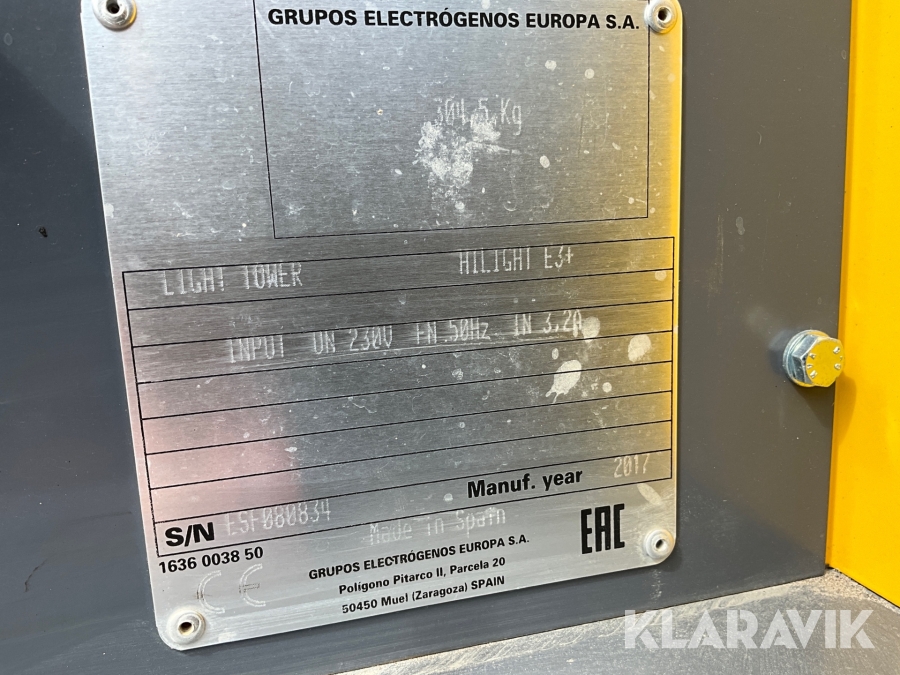 GRUPOS ELECTRÓGENOS EUROPA S.A.
304,5,Kg
LIGHT TOWER HILIGHT E3+
INPUT UN 230V FN 50Hz IN 3.2A
Manuf. year 2017
S/N ESF080834
Made in Spain
1636 0038 50
CE
EAC
GRUPOS ELECTRÓGENOS EUROPA S.A.
Polígono Pitarco II, Parcela 20
50450 Muel (Zaragoza) SPAIN
KLARAVIK